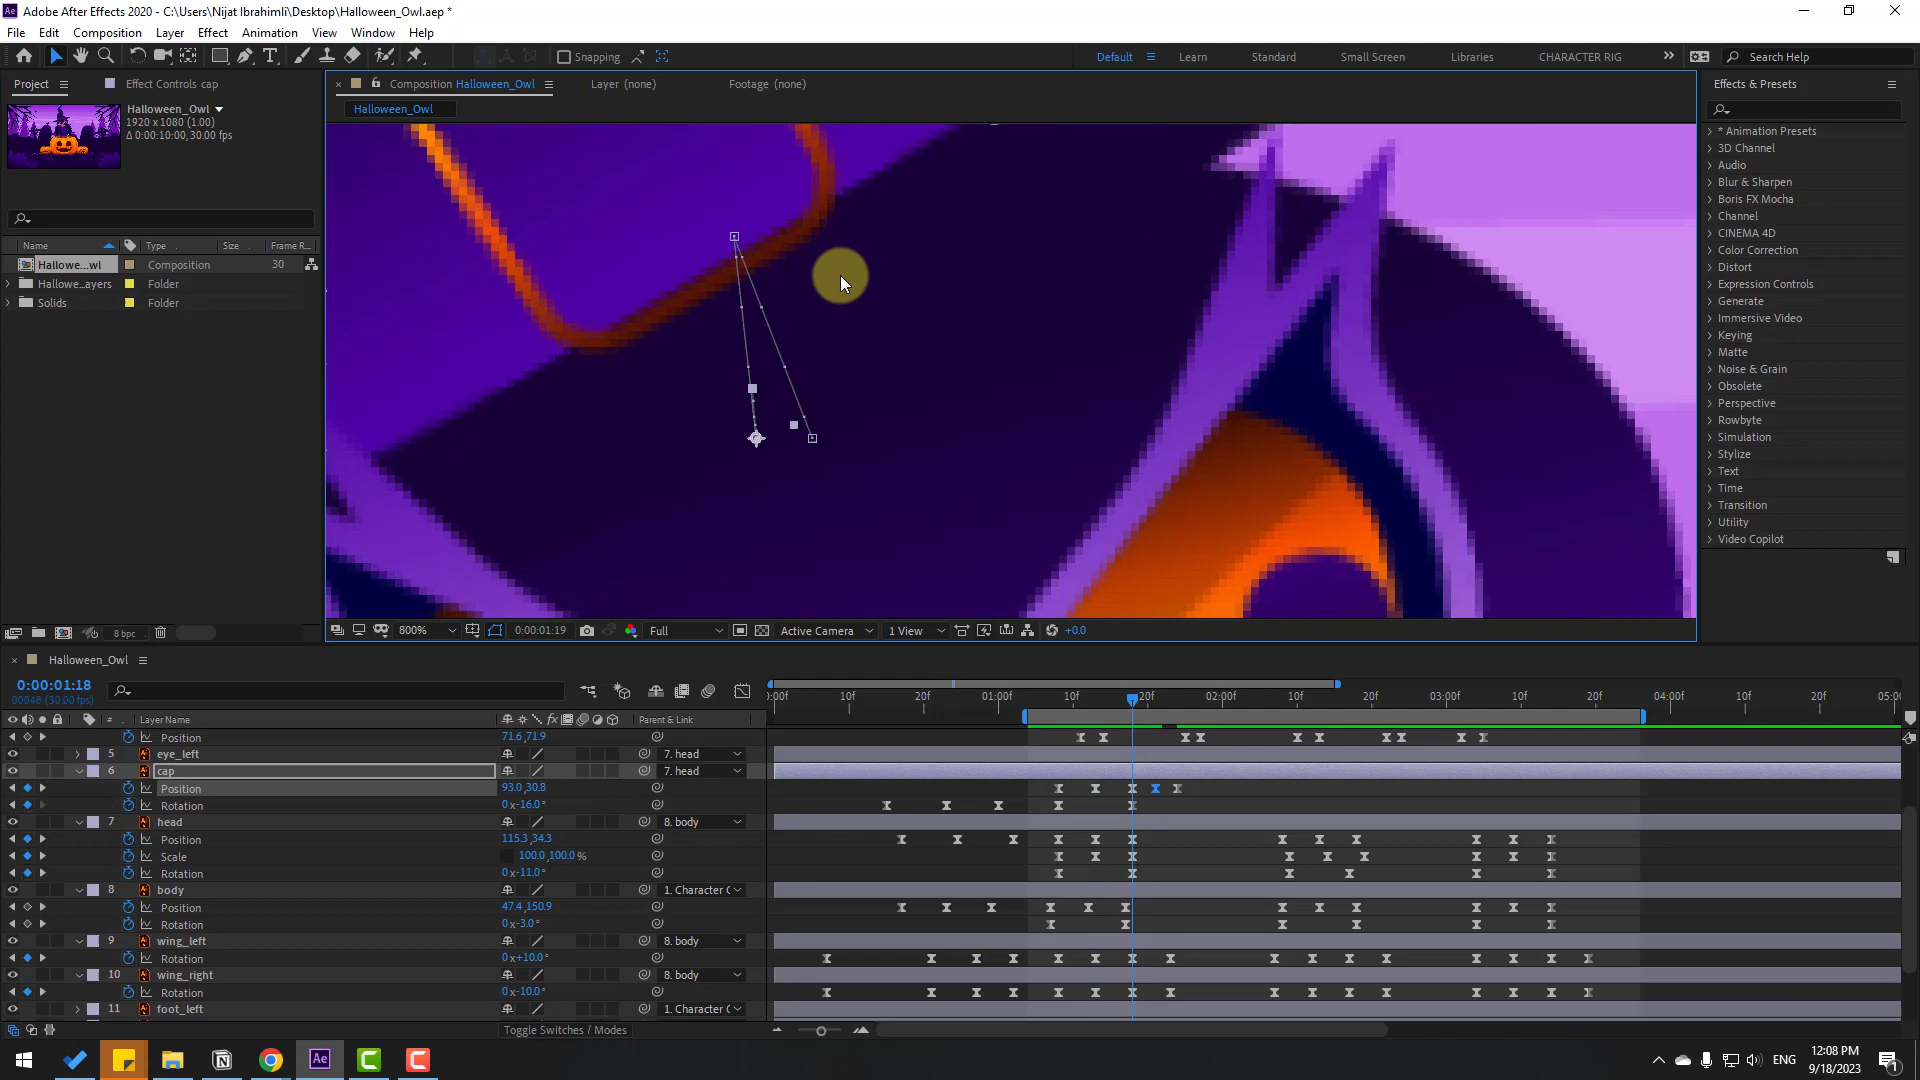 Adobe After Effects 2020 - C:\Users\Nijat Ibrahimli\Desktop\Halloween_Owl.aep *
File Edit Composition Layer Effect Animation View Window Help
Snapping
Default Learn Standard Small Screen Libraries CHARACTER RIG Search Help
Project Effect Controls cap
Composition Halloween_Owl Layer (none) Footage (none)
Halloween_Owl
Effects & Presets
Halloween_Owl
1920 x 1080 (1.00)
Δ 0:00:10:00, 30.00 fps
Name Type Size Frame R...
Hallowe...wl Composition 30
Hallowe..ayers Folder
Solids Folder
* Animation Presets
3D Channel
Audio
Blur & Sharpen
Boris FX Mocha
Channel
CINEMA 4D
Color Correction
Distort
Expression Controls
Generate
Immersive Video
Keying
Matte
Noise & Grain
Obsolete
Perspective
Rowbyte
Simulation
Stylize
Text
Time
Transition
Utility
Video Copilot
8 bpc
800% 0:00:01:19 Full Active Camera 1 View +0.0
Halloween_Owl
0:00:01:18
00048 (30.00 fps)
# Layer Name Parent & Link
:00f 10f 20f 01:00f 10f 20f 02:00f 10f 20f 03:00f 10f 20f 04:00f 10f 20f 05:00
Position 71.6,71.9
5 eye_left 7. head
6 cap 7. head
Position 93.0,30.8
Rotation 0x-16.0°
7 head 8. body
Position 115.3,34.3
Scale 100.0,100.0%
Rotation 0x-11.0°
8 body 1. Character C
Position 47.4,150.9
Rotation 0x-3.0°
9 wing_left 8. body
Rotation 0x+10.0°
10 wing_right 8. body
Rotation 0x-10.0°
11 foot_left 1. Character C
Toggle Switches / Modes
ENG
12:08 PM
9/18/2023
1